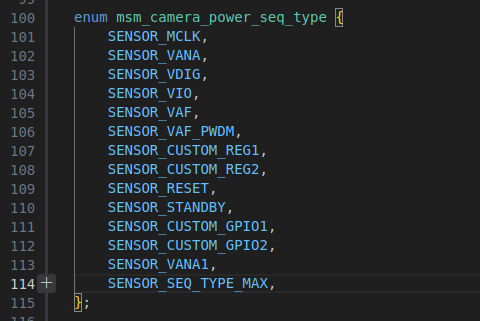 100 enum msm_camera_power_seq_type {
101 SENSOR_MCLK,
102 SENSOR_VANA,
103 SENSOR_VDIG,
104 SENSOR_VIO,
105 SENSOR_VAF,
106 SENSOR_VAF_PWDM,
107 SENSOR_CUSTOM_REG1,
108 SENSOR_CUSTOM_REG2,
109 SENSOR_RESET,
110 SENSOR_STANDBY,
111 SENSOR_CUSTOM_GPIO1,
112 SENSOR_CUSTOM_GPIO2,
113 SENSOR_VANA1,
114 + SENSOR_SEQ_TYPE_MAX,
115 };